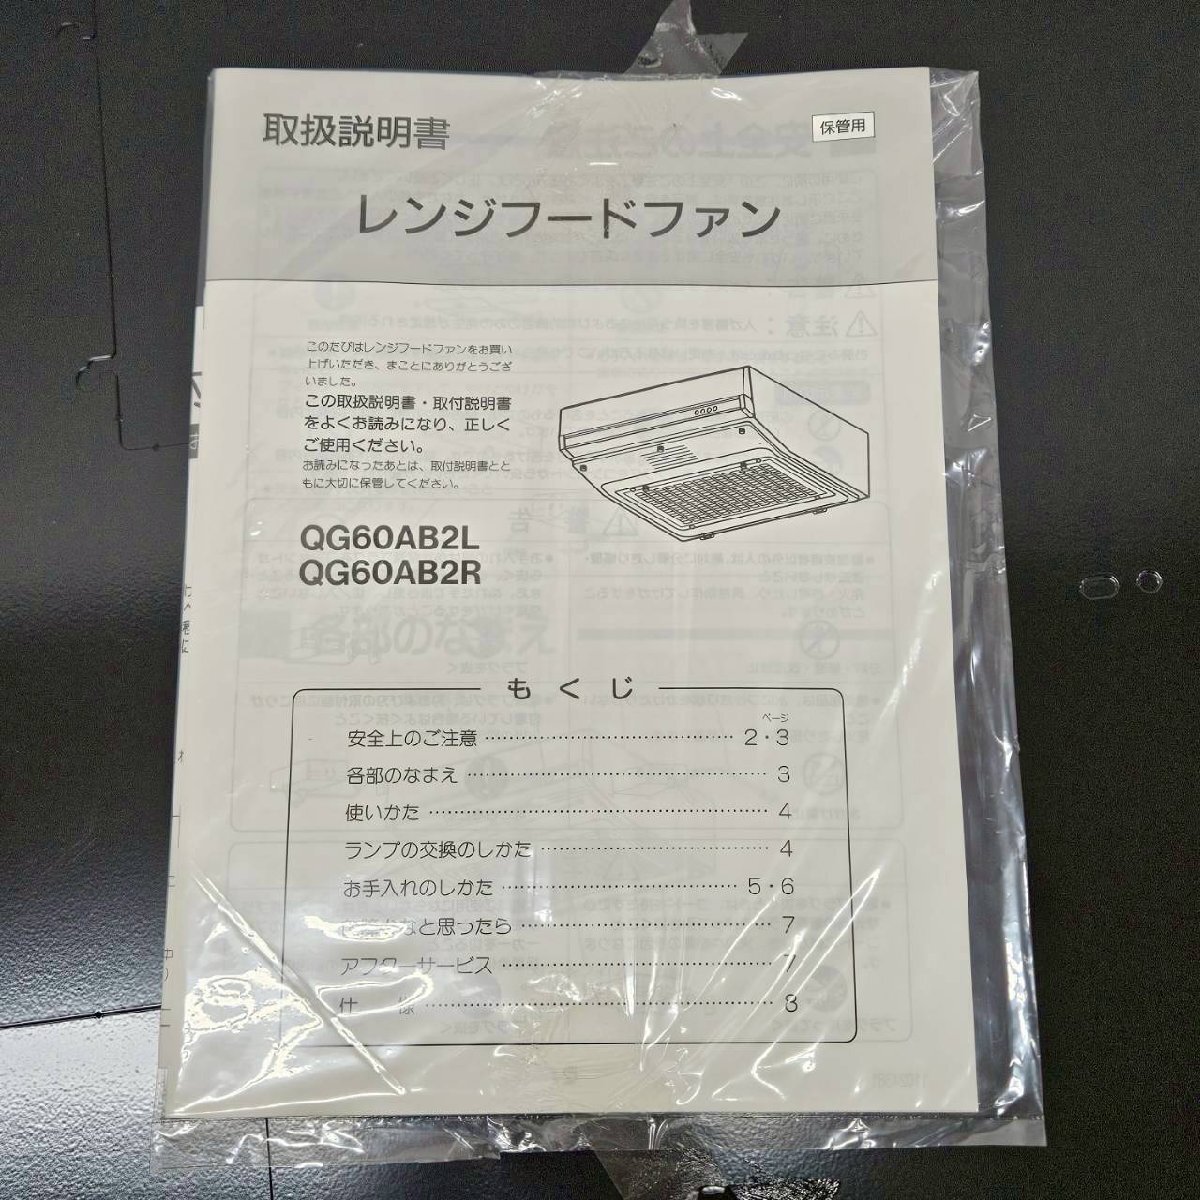 取扱説明書
保管用
レンジフードファン
このたびはレンジフードファンをお買い
上げいただき、まことにありがとうござ
いました。
この取扱説明書・取付説明書
をよくお読みになり、正しく
ご使用ください。
お読みになったあとは、取付説明書とと
もに大切に保管してください。
QG60AB2L
QG60AB2R
もくじ
ページ
安全上のご注意 2・3
各部のなまえ 3
使いかた 4
ランプの交換のしかた 4
お手入れのしかた 5・6
かなと思ったら 7
アフターサービス 7
仕様 8